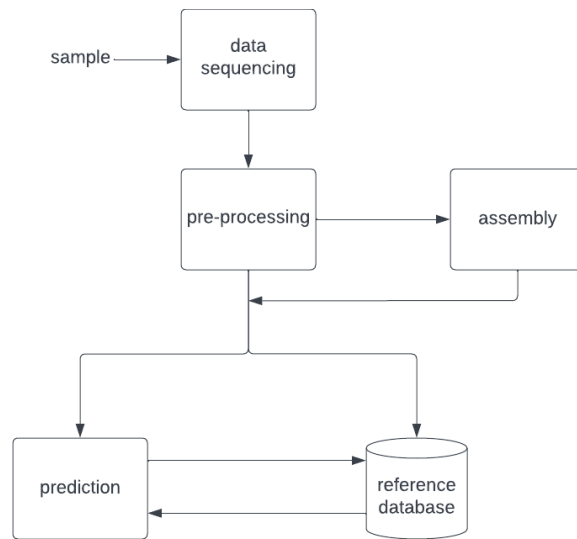 data
sequencing
sample
pre-processing
assembly
prediction
reference
database